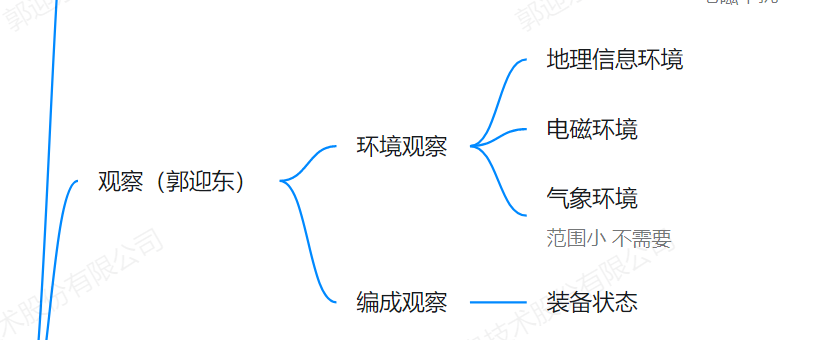 地理信息环境
电磁环境
环境观察
观察（郭迎东）
气象环境
范围小 不需要
编成观察
装备状态